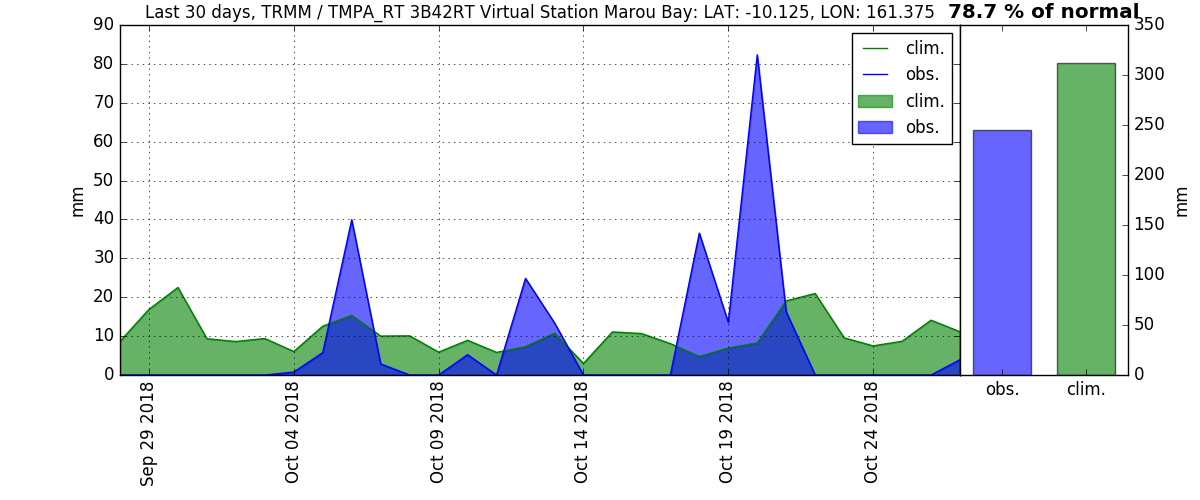 Last 30 days, TRMM / TMPA_RT 3B42RT Virtual Station Marou Bay: LAT: -10.125, LON: 161.375 78.7 % of normal
90
80
70
60
50
40
30
20
10
0
mm
clim.
obs.
clim.
obs.
Sep 29 2018
Oct 04 2018
Oct 09 2018
Oct 14 2018
Oct 19 2018
Oct 24 2018
350
300
250
200
150
100
50
0
mm
obs. clim.